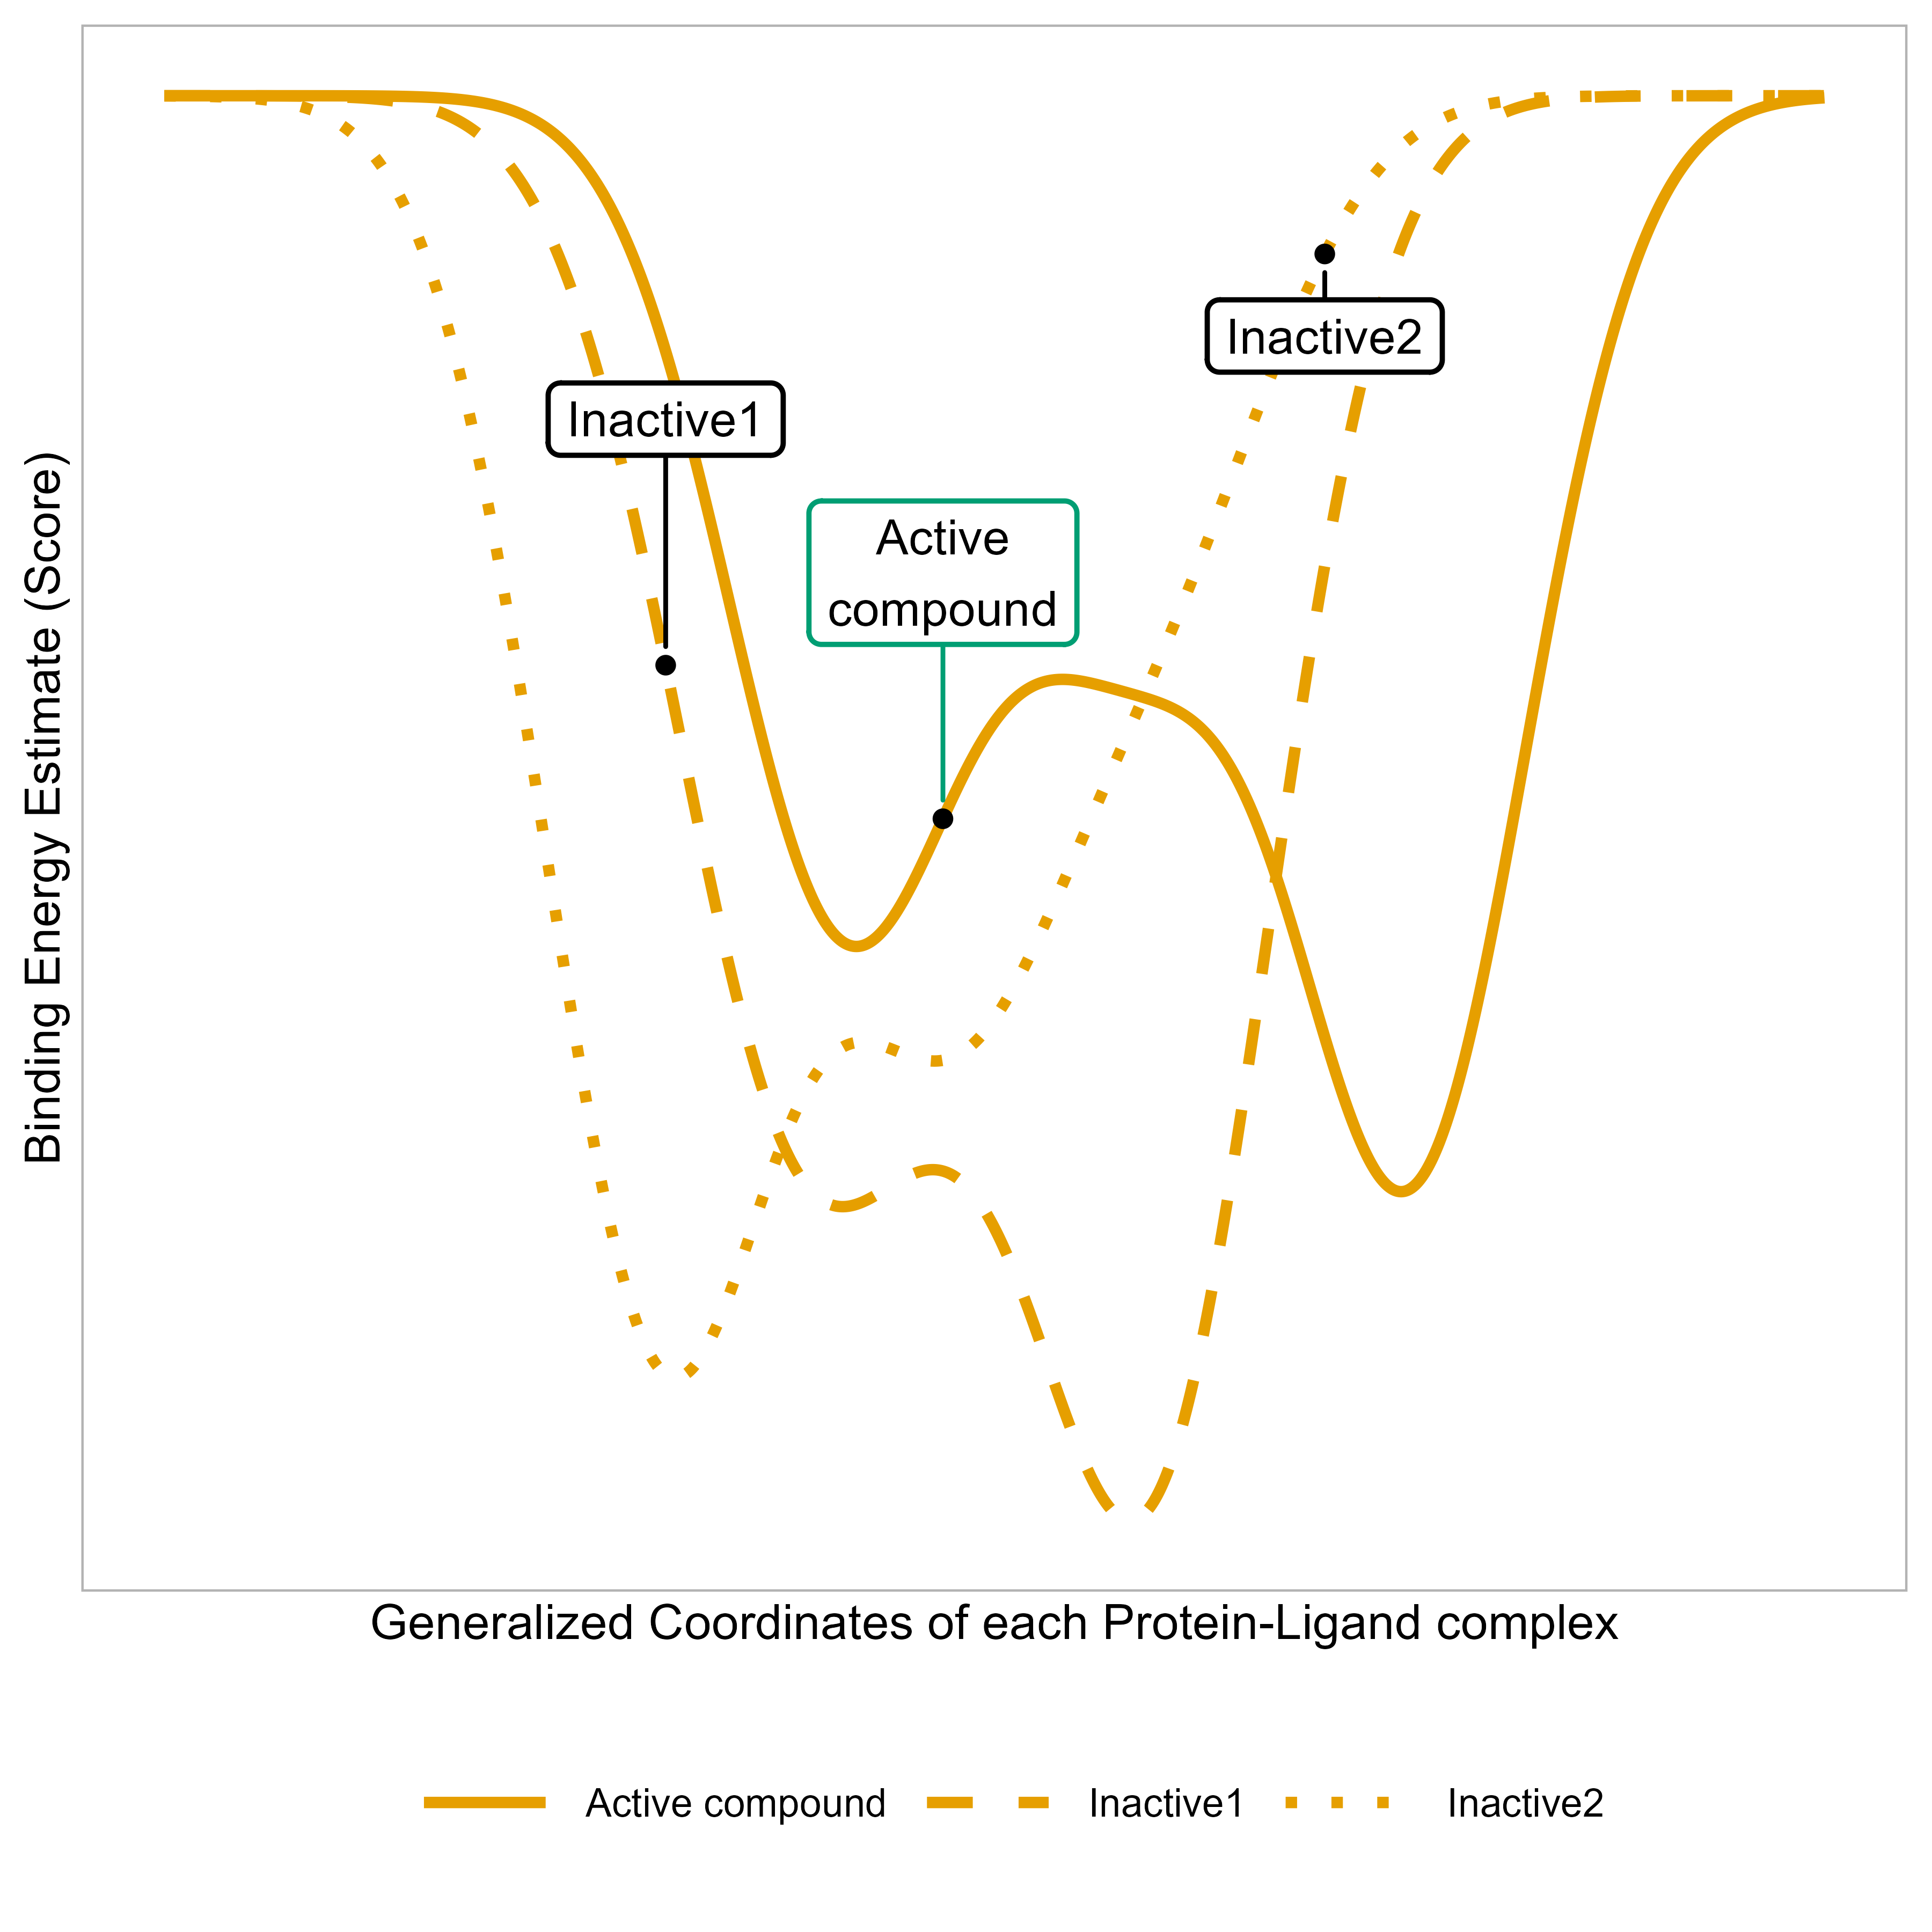 Binding Energy Estimate (Score)
Inactive1
Inactive2
Active
compound
Generalized Coordinates of each Protein-Ligand complex
Active compound
Inactive1
Inactive2